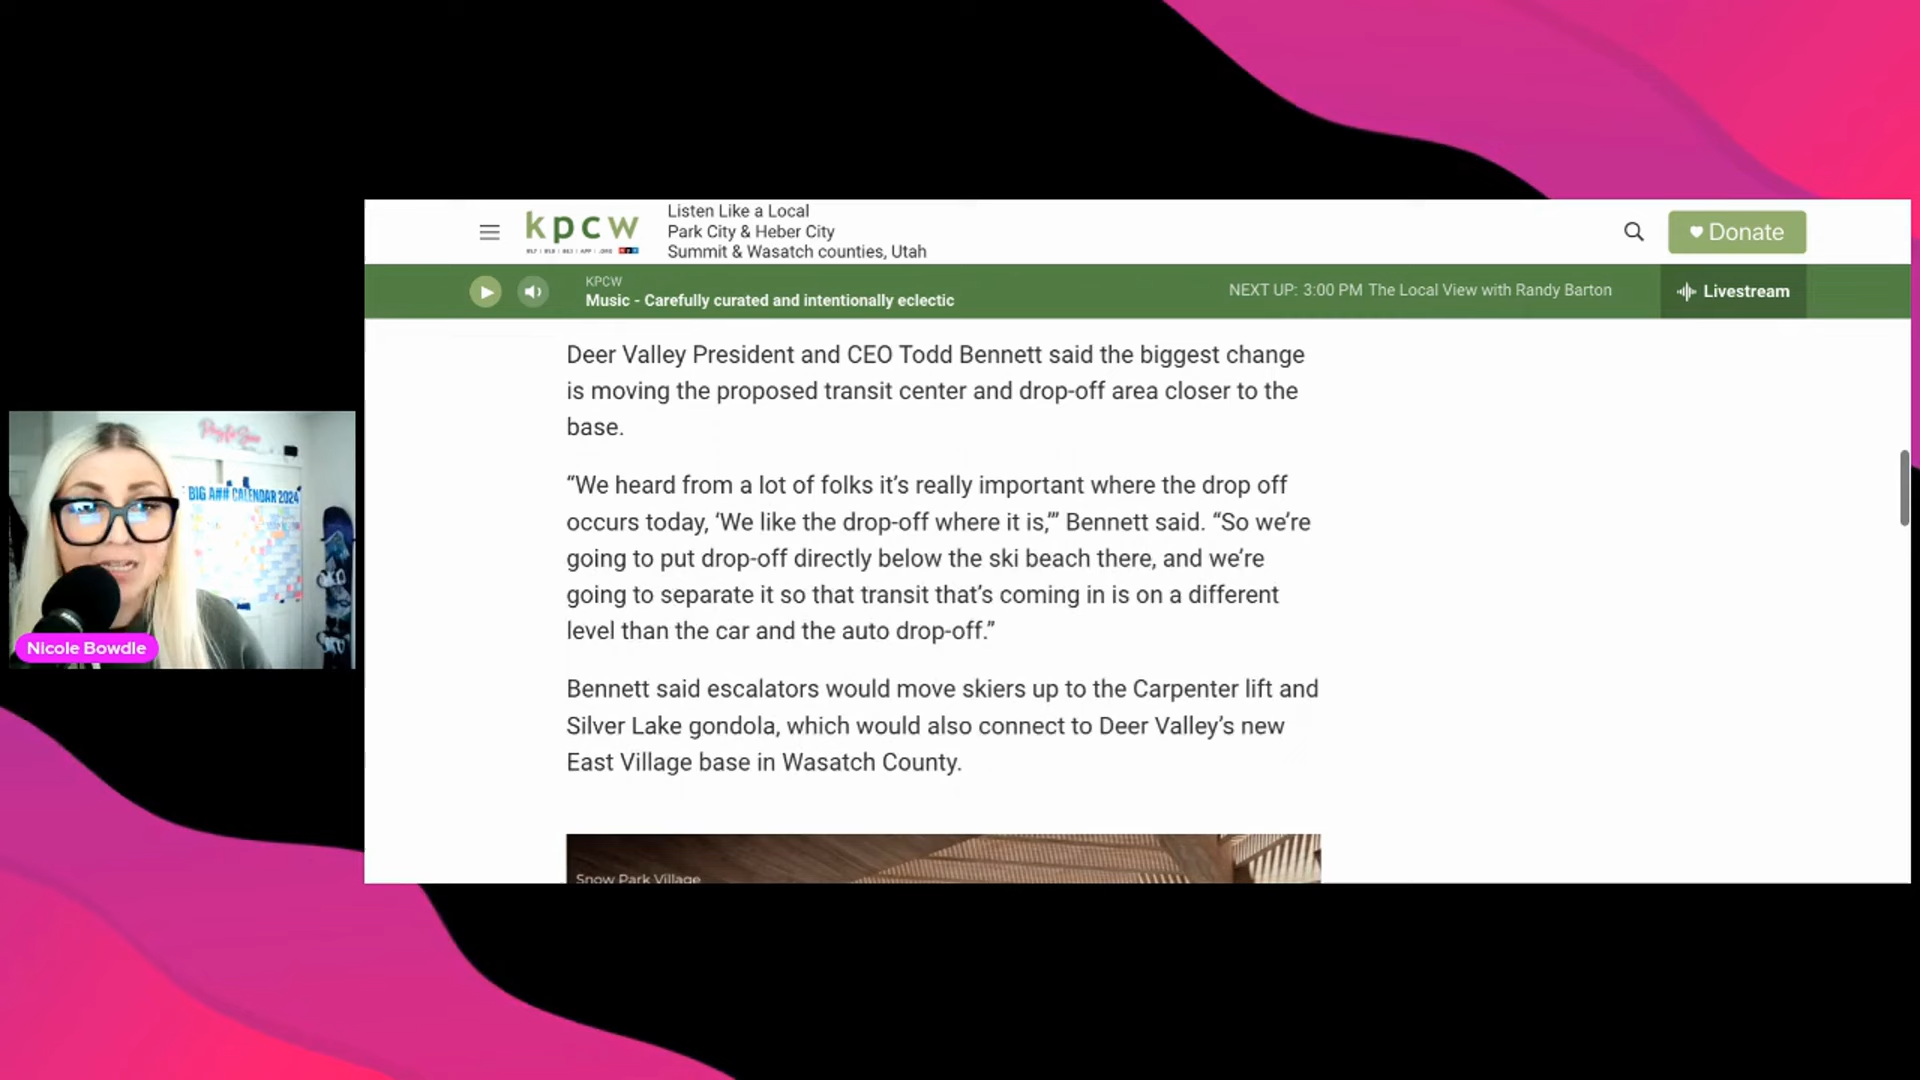 kpcw
Listen Like a Local
Park City & Heber City
Summit & Wasatch counties, Utah
Donate
KPCW
Music - Carefully curated and intentionally eclectic
NEXT UP: 3:00 PM The Local View with Randy Barton
Livestream
Deer Valley President and CEO Todd Bennett said the biggest change
is moving the proposed transit center and drop-off area closer to the
base.
“We heard from a lot of folks it’s really important where the drop off
occurs today, ‘We like the drop-off where it is,’” Bennett said. “So we’re
going to put drop-off directly below the ski beach there, and we’re
going to separate it so that transit that’s coming in is on a different
level than the car and the auto drop-off.”
Bennett said escalators would move skiers up to the Carpenter lift and
Silver Lake gondola, which would also connect to Deer Valley’s new
East Village base in Wasatch County.
Snow Park Village
BIG A## CALENDAR 2024
Nicole Bowdle